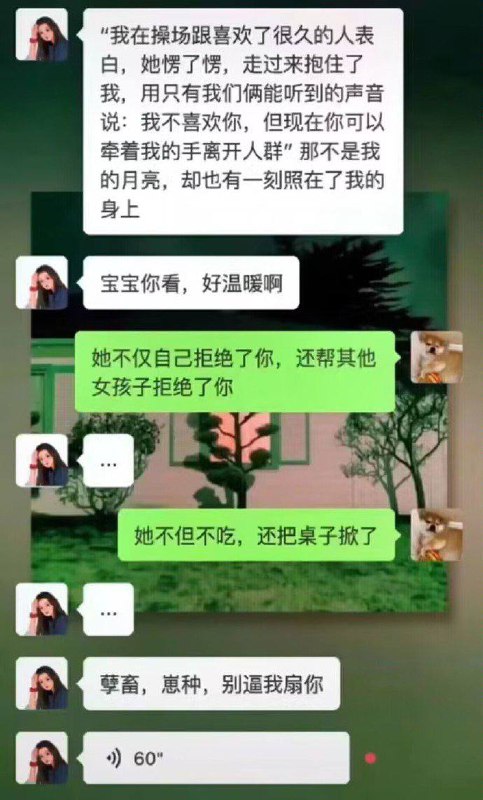 “我在操场跟喜欢了很久的人表
白，她愣了愣，走过来抱住了
我，用只有我们俩能听到的声音
说：我不喜欢你，但现在你可以
牵着我的手离开人群” 那不是我
的月亮，却也有一刻照在了我的
身上
宝宝你看，好温暖啊
她不仅自己拒绝了你，还帮其他
女孩子拒绝了你
...
她不但不吃，还把桌子掀了
...
孽畜，崽种，别逼我扇你
60"